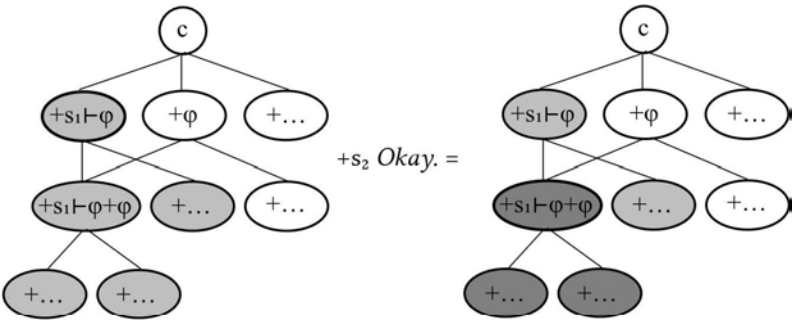 c c
+s₁⊢φ +φ +… +s₁⊢φ +φ +…
+s₂ Okay. =
+s₁⊢φ+φ +… +… +s₁⊢φ+φ +… +…
+… +… +… +…